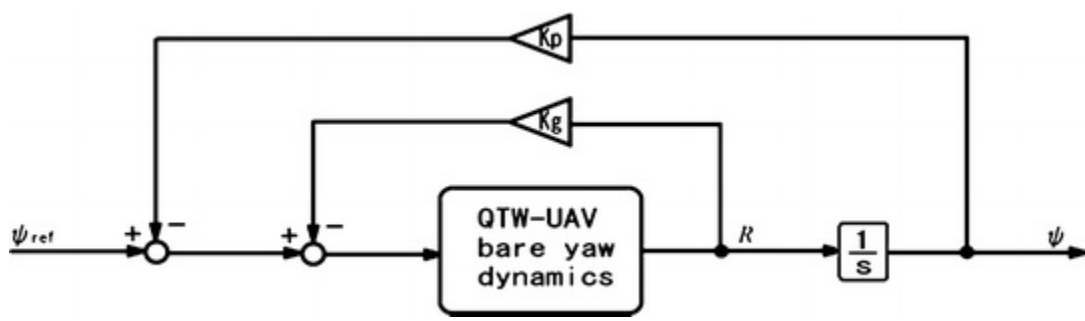 Kp
Kg
ψref
+
−
+
−
QTW-UAV
bare yaw
dynamics
R
1
s
ψ